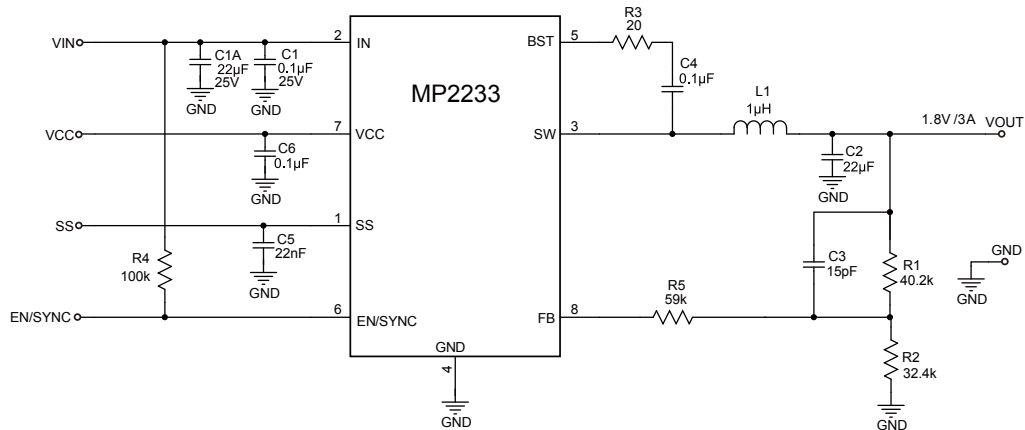 R3
20
VIN
2
IN
BST
5
C1A
22µF
25V
C1
0.1µF
25V
C4
0.1µF
GND
GND
MP2233
L1
1µH
VCC
7
VCC
SW
3
1.8V /3A
VOUT
C6
0.1µF
C2
22µF
GND
GND
SS
1
SS
C5
22nF
GND
R4
100k
C3
15pF
R1
40.2k
GND
GND
R5
59k
EN/SYNC
6
EN/SYNC
FB
8
GND
4
GND
R2
32.4k
GND